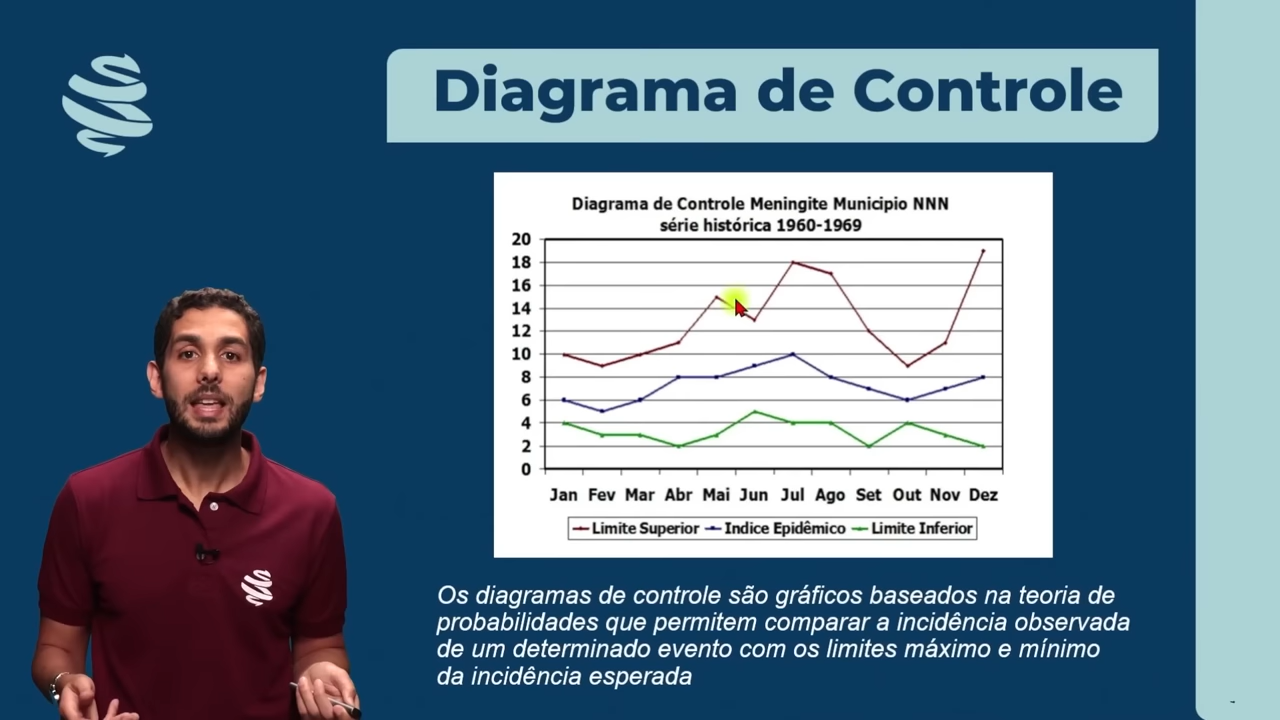 Diagrama de Controle
Diagrama de Controle Meningite Municipio NNN
série histórica 1960-1969
20
18
16
14
12
10
8
6
4
2
0
Jan Fev Mar Abr Mai Jun Jul Ago Set Out Nov Dez
Limite Superior Indice Epidêmico Limite Inferior
Os diagramas de controle são gráficos baseados na teoria de
probabilidades que permitem comparar a incidência observada
de um determinado evento com os limites máximo e mínimo
da incidência esperada